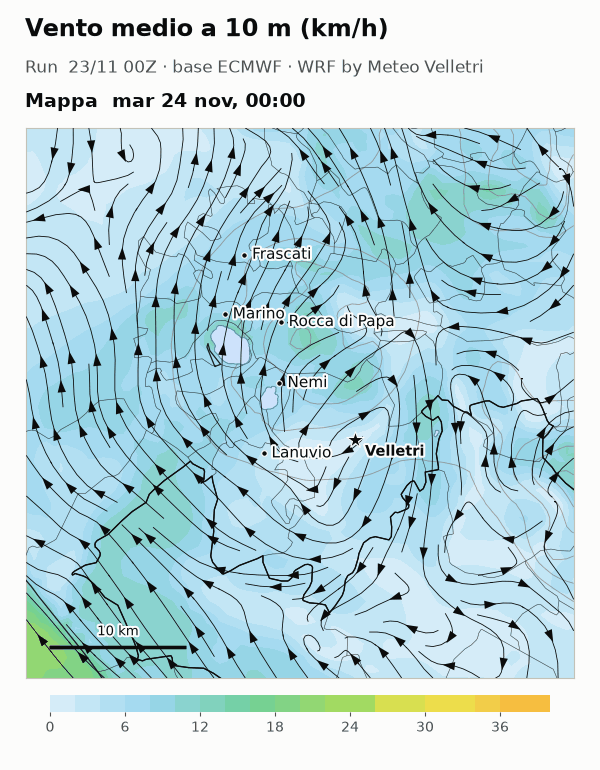 Vento medio a 10 m (km/h)
Run  23/11 00Z · base ECMWF · WRF by Meteo Velletri
Mappa  mar 24 nov, 00:00
Frascati
Marino
Rocca di Papa
Nemi
Velletri
Lanuvio
10 km
0 6 12 18 24 30 36